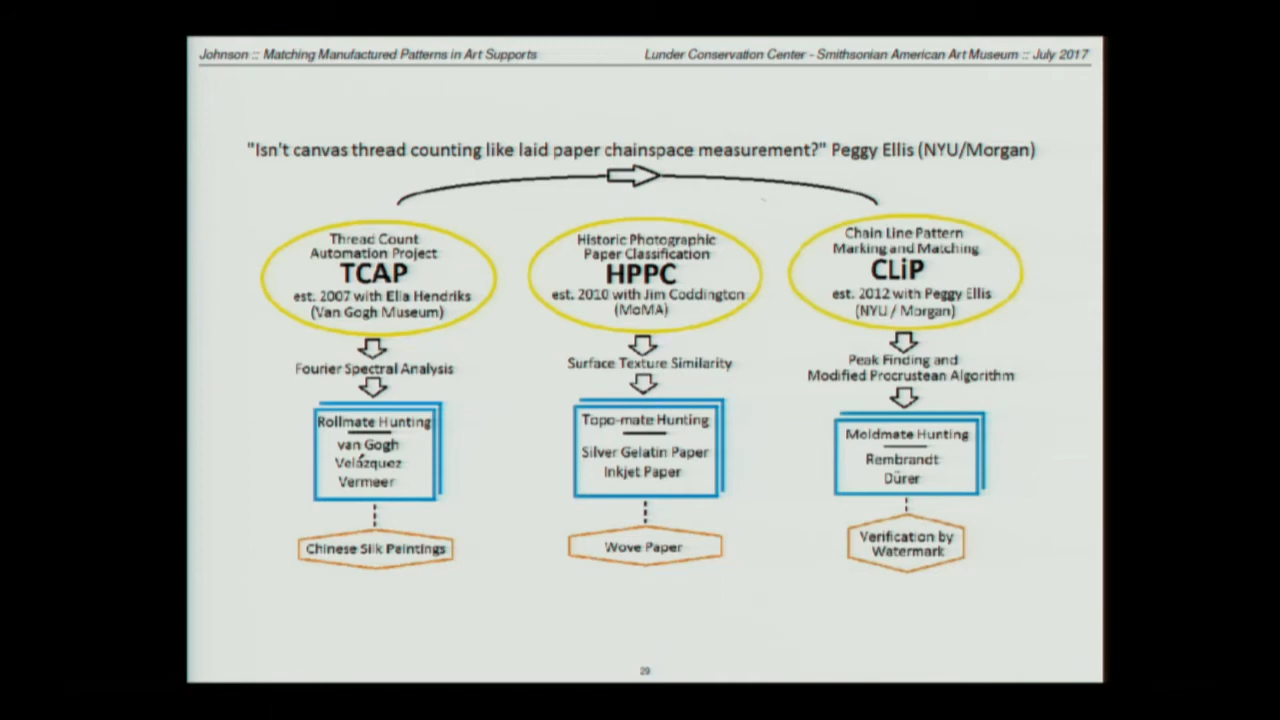 Johnson :: Matching Manufactured Patterns in Art Supports
Lunder Conservation Center - Smithsonian American Art Museum :: July 2017
"Isn't canvas thread counting like laid paper chainspace measurement?" Peggy Ellis (NYU/Morgan)
Thread Count
Automation Project
TCAP
est. 2007 with Ella Hendriks
(Van Gogh Museum)
Fourier Spectral Analysis
Rollmate Hunting
van Gogh
Velázquez
Vermeer
Chinese Silk Paintings
Historic Photographic
Paper Classification
HPPC
est. 2010 with Jim Coddington
(MoMA)
Surface Texture Similarity
Topo-mate Hunting
Silver Gelatin Paper
Inkjet Paper
Wove Paper
Chain Line Pattern
Marking and Matching
CLiP
est. 2012 with Peggy Ellis
(NYU / Morgan)
Peak Finding and
Modified Procrustean Algorithm
Moldmate Hunting
Rembrandt
Dürer
Verification by
Watermark
29